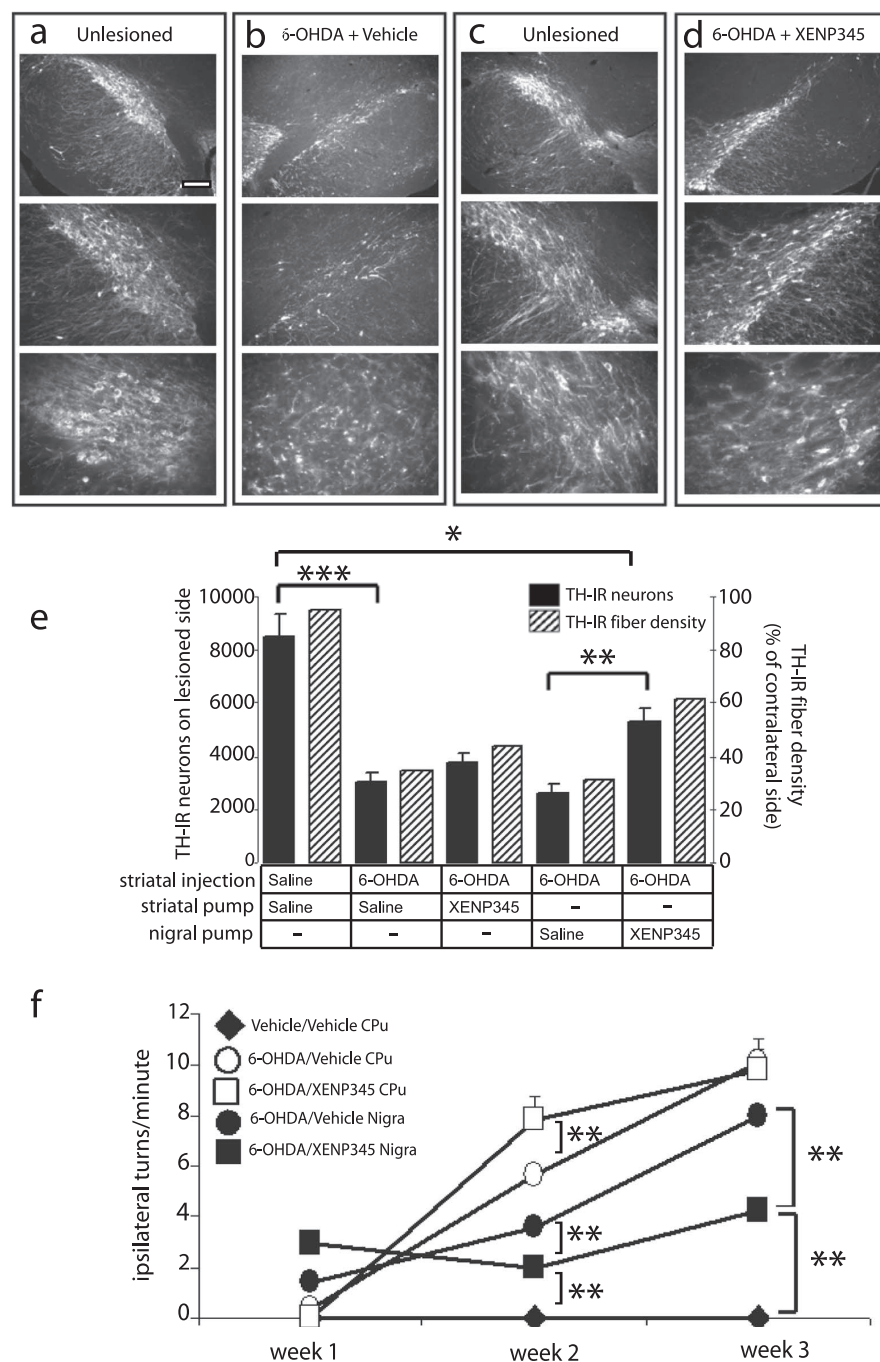 a Unlesioned
b 6-OHDA + Vehicle
c Unlesioned
d 6-OHDA + XENP345
e
*
***
**
TH-IR neurons
TH-IR fiber density
TH-IR neurons on lesioned side
10000
8000
6000
4000
2000
0
100
80
60
40
20
0
TH-IR fiber density
(% of contralateral side)
striatal injection Saline 6-OHDA 6-OHDA 6-OHDA 6-OHDA
striatal pump Saline Saline XENP345 – –
nigral pump – – – Saline XENP345
f
ipsilateral turns/minute
12
10
8
6
4
2
0
Vehicle/Vehicle CPu
6-OHDA/Vehicle CPu
6-OHDA/XENP345 CPu
6-OHDA/Vehicle Nigra
6-OHDA/XENP345 Nigra
**
**
**
**
**
week 1 week 2 week 3